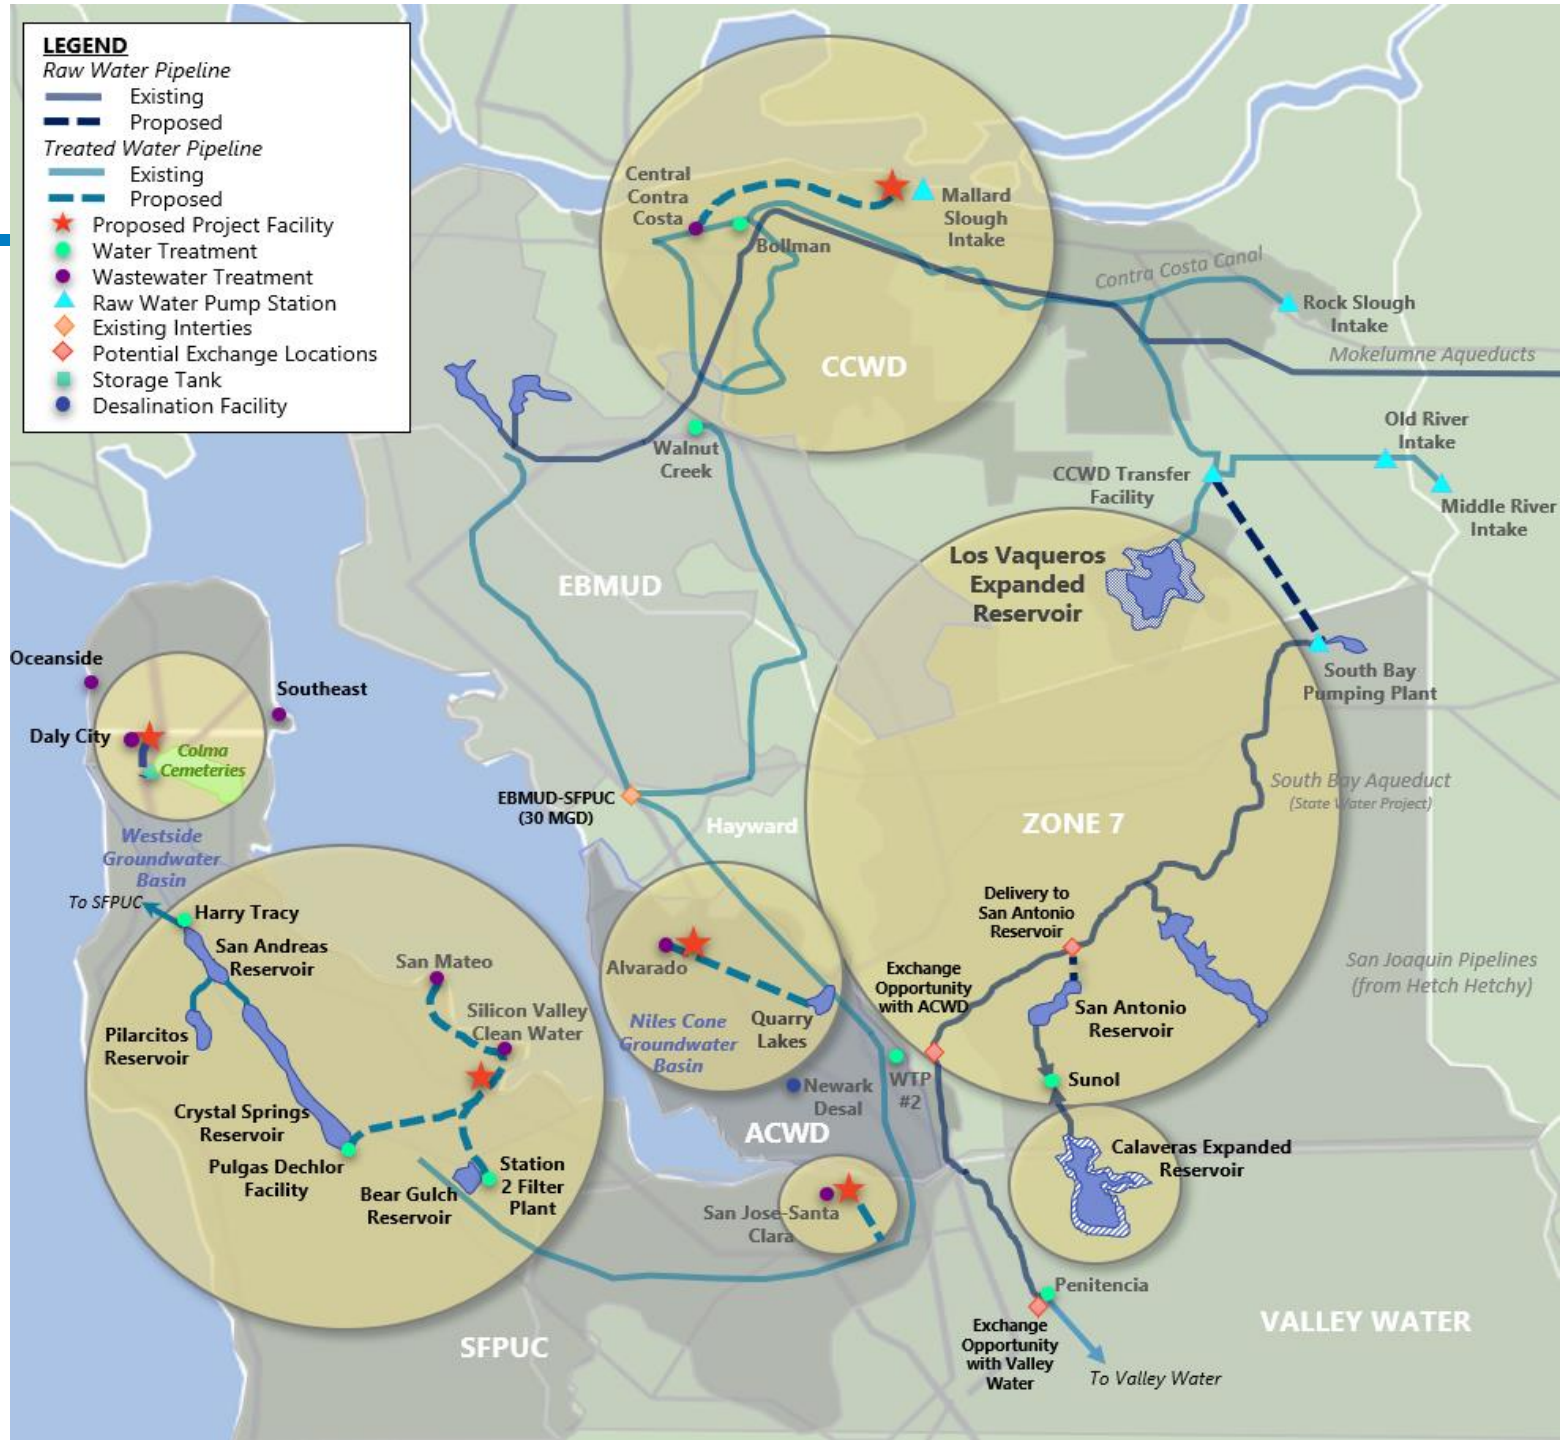 LEGEND
Raw Water Pipeline
Existing
Proposed
Treated Water Pipeline
Existing
Proposed
Proposed Project Facility
Water Treatment
Wastewater Treatment
Raw Water Pump Station
Existing Interties
Potential Exchange Locations
Storage Tank
Desalination Facility
Central
Contra
Costa
Mallard
Slough
Intake
Bollman
CCWD
Contra Costa Canal
Rock Slough
Intake
Mokelumne Aqueducts
Old River
Intake
Middle River
Intake
CCWD Transfer
Facility
Walnut
Creek
EBMUD
Los Vaqueros
Expanded
Reservoir
South Bay
Pumping Plant
Oceanside
Southeast
Daly City
Colma
Cemeteries
Westside
Groundwater
Basin
EBMUD-SFPUC
(30 MGD)
Hayward
ZONE 7
South Bay Aqueduct
(State Water Project)
To SFPUC
Harry Tracy
San Andreas
Reservoir
Pilarcitos
Reservoir
San Mateo
Silicon Valley
Clean Water
Crystal Springs
Reservoir
Pulgas Dechlor
Facility
Bear Gulch
Reservoir
Station
2 Filter
Plant
Alvarado
Niles Cone
Groundwater
Basin
Quarry
Lakes
Delivery to
San Antonio
Reservoir
Exchange
Opportunity
with ACWD
San Antonio
Reservoir
San Joaquin Pipelines
(from Hetch Hetchy)
Sunol
WTP
#2
Newark
Desal
ACWD
Calaveras Expanded
Reservoir
San Jose-Santa
Clara
Penitencia
Exchange
Opportunity
with Valley
Water
To Valley Water
VALLEY WATER
SFPUC